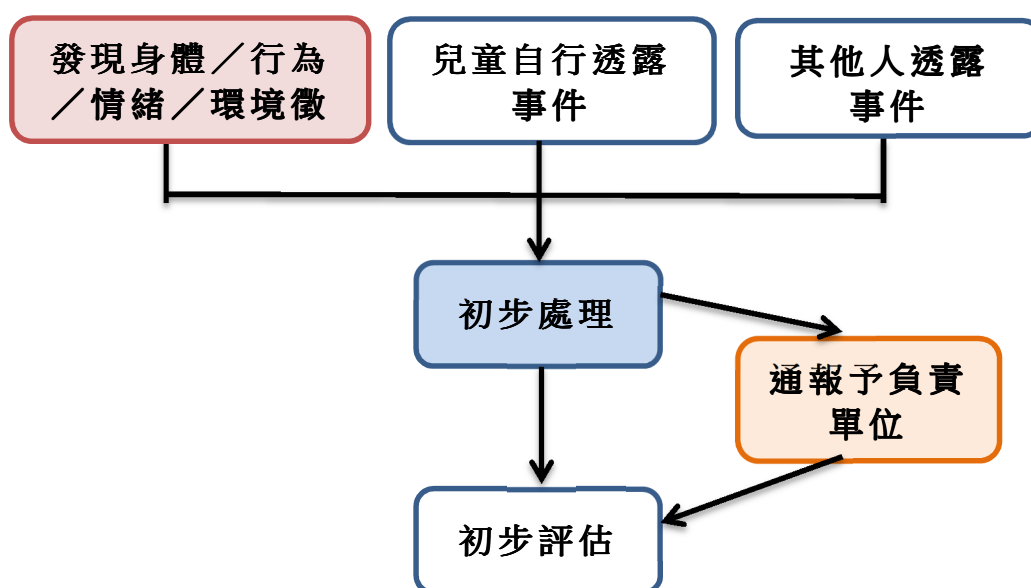 發現身體／行為
／情緒／環境徵
兒童自行透露
事件
其他人透露
事件
初步處理
通報予負責
單位
初步評估